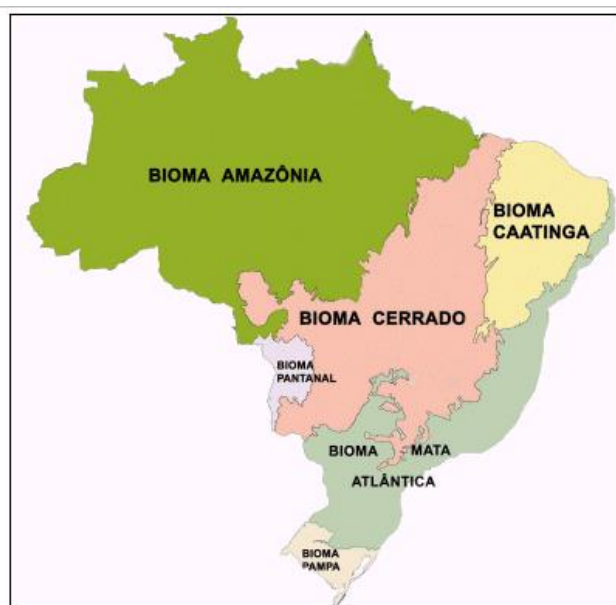 BIOMA AMAZÔNIA
BIOMA
CAATINGA
BIOMA CERRADO
BIOMA
PANTANAL
BIOMA MATA
ATLÂNTICA
BIOMA
PAMPA